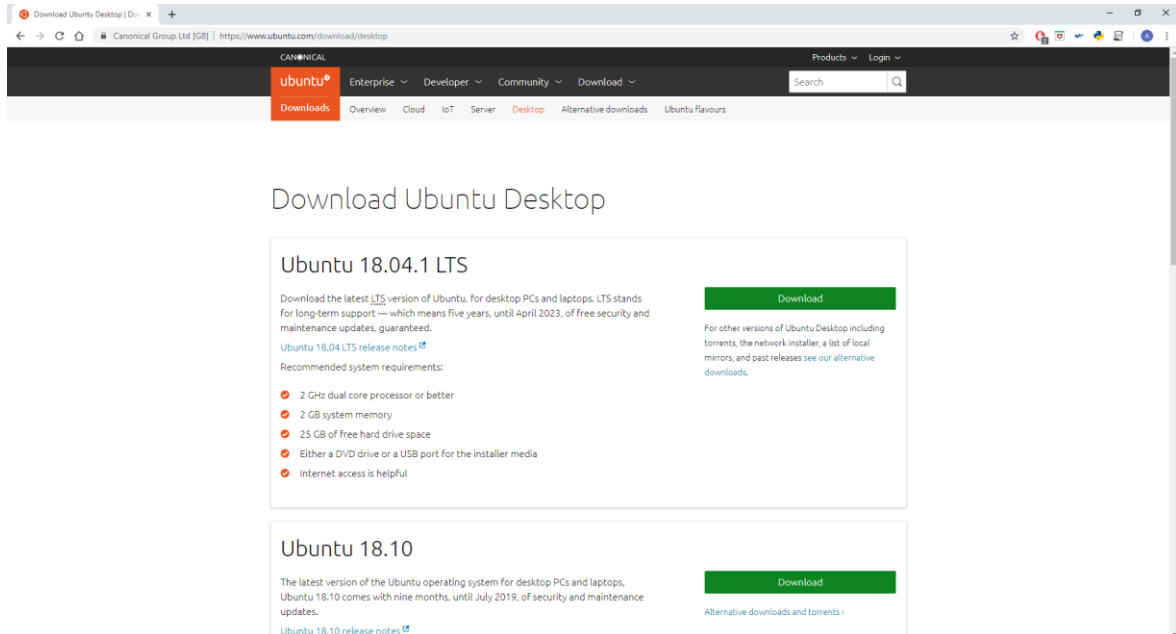 Download Ubuntu Desktop | Do
Canonical Group Ltd [GB] | https://www.ubuntu.com/download/desktop
CANONICAL
Products Login
ubuntu® Enterprise Developer Community Download Search
Downloads Overview Cloud IoT Server Desktop Alternative downloads Ubuntu flavours
Download Ubuntu Desktop
Ubuntu 18.04.1 LTS
Download the latest LTS version of Ubuntu, for desktop PCs and laptops. LTS stands
for long-term support — which means five years, until April 2023, of free security and
maintenance updates, guaranteed.
Ubuntu 18.04 LTS release notes
Recommended system requirements:
2 GHz dual core processor or better
2 GB system memory
25 GB of free hard drive space
Either a DVD drive or a USB port for the installer media
Internet access is helpful
Download
For other versions of Ubuntu Desktop including
torrents, the network installer, a list of local
mirrors, and past releases see our alternative
downloads.
Ubuntu 18.10
The latest version of the Ubuntu operating system for desktop PCs and laptops,
Ubuntu 18.10 comes with nine months, until July 2019, of security and maintenance
updates.
Ubuntu 18.10 release notes
Download
Alternative downloads and torrents ›